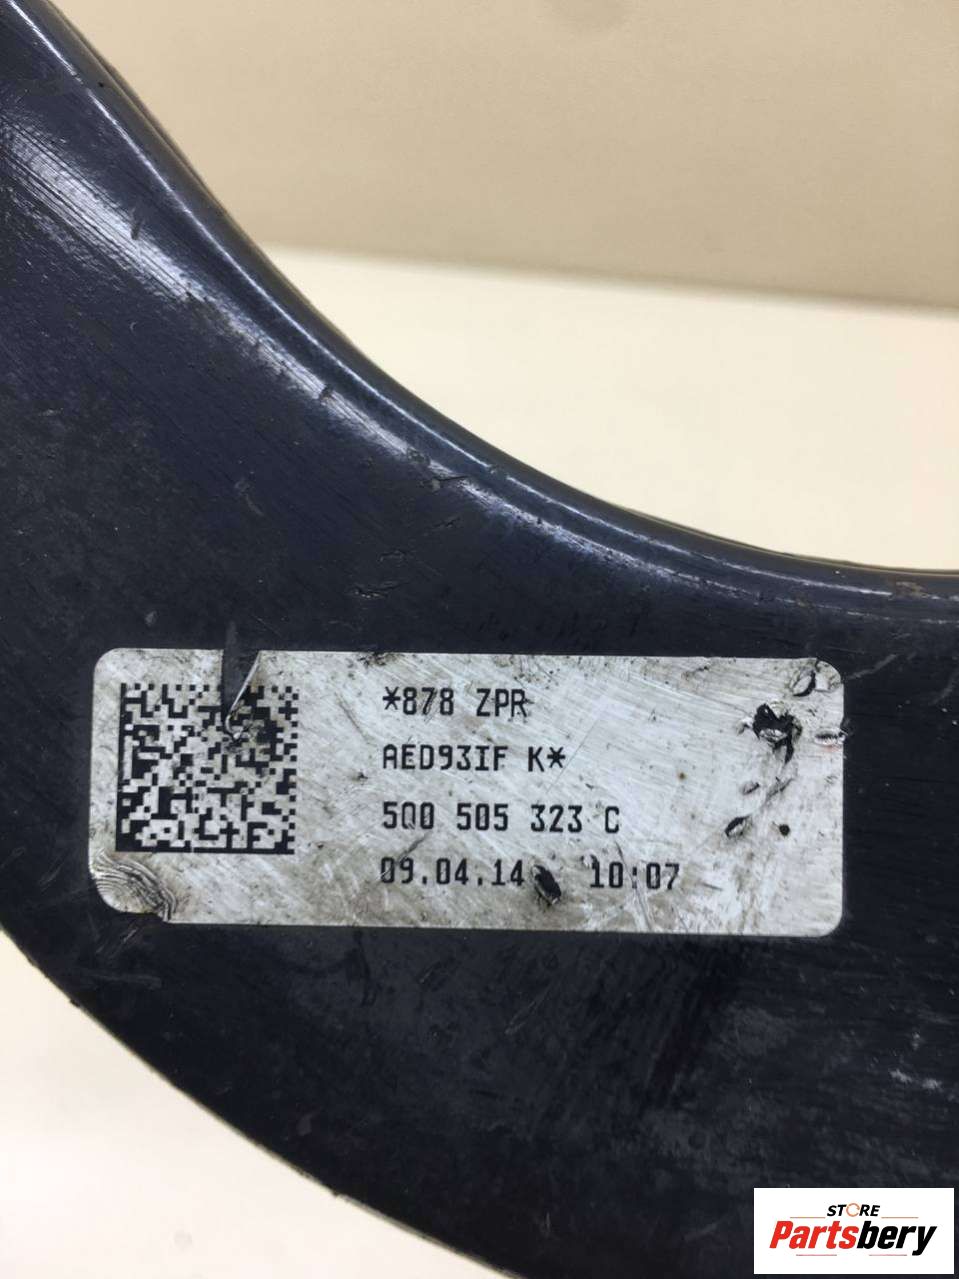 *878 ZPR
AED93IF K*
5Q0 505 323 C
09.04.14 10:07
STORE
Partsbery